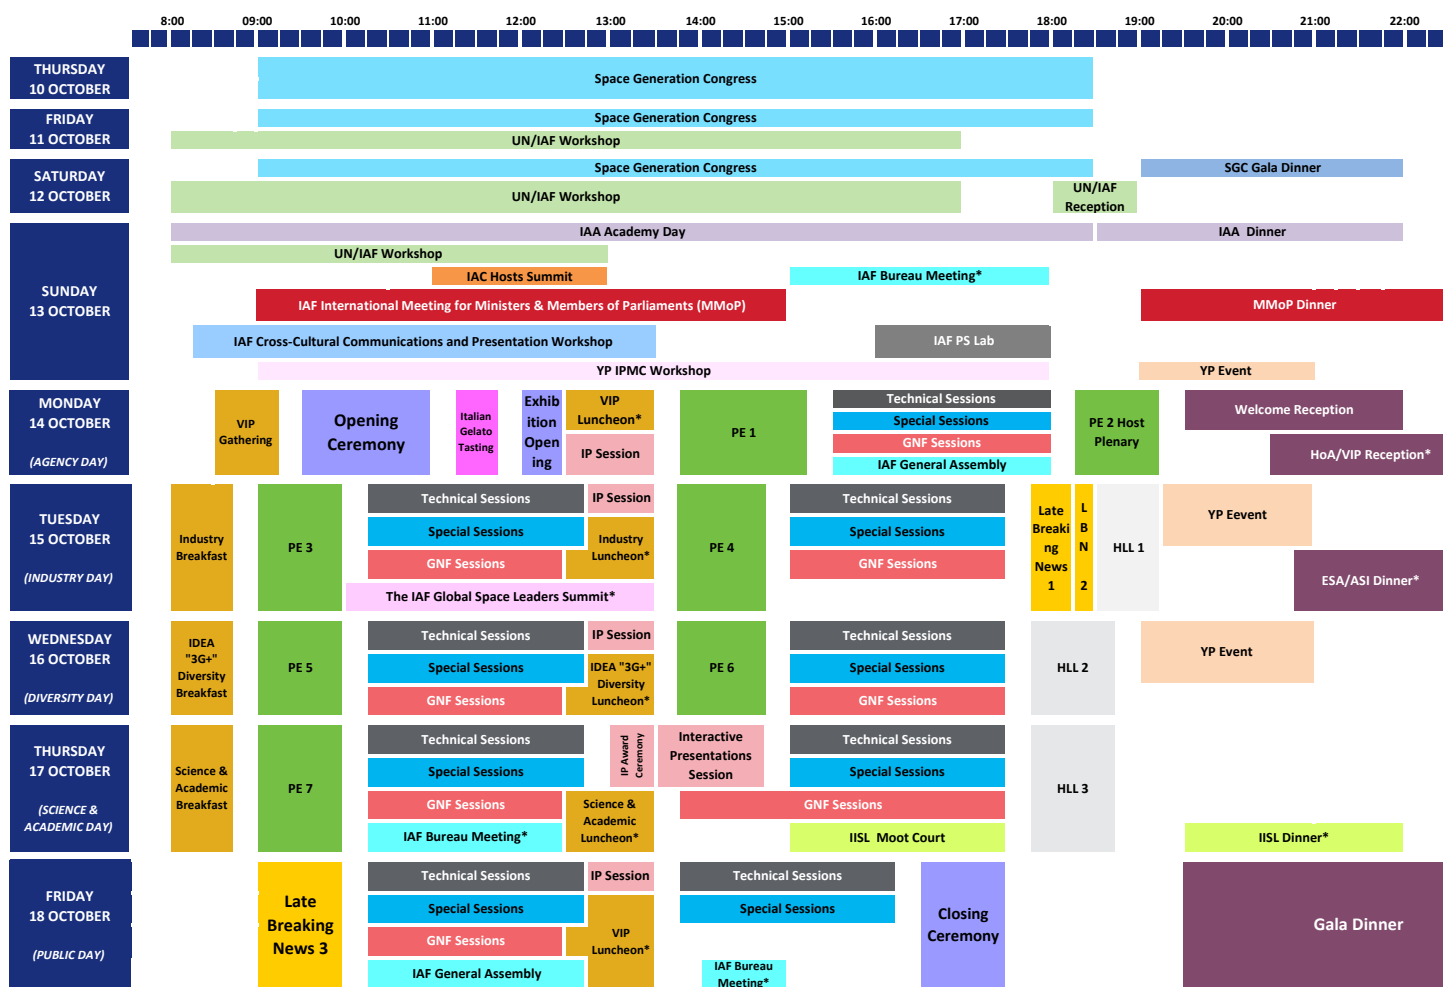 8:00 09:00 10:00 11:00 12:00 13:00 14:00 15:00 16:00 17:00 18:00 19:00 20:00 21:00 22:00
THURSDAY
10 OCTOBER
Space Generation Congress
FRIDAY
11 OCTOBER
Space Generation Congress
UN/IAF Workshop
SATURDAY
12 OCTOBER
Space Generation Congress
SGC Gala Dinner
UN/IAF Workshop
UN/IAF
Reception
SUNDAY
13 OCTOBER
IAA Academy Day
IAA Dinner
UN/IAF Workshop
IAC Hosts Summit
IAF Bureau Meeting*
IAF International Meeting for Ministers & Members of Parliaments (MMoP)
MMoP Dinner
IAF Cross-Cultural Communications and Presentation Workshop
IAF PS Lab
YP IPMC Workshop
YP Event
MONDAY
14 OCTOBER
(AGENCY DAY)
VIP
Gathering
Opening
Ceremony
Italian
Gelato
Tasting
Exhib
ition
Open
ing
VIP
Luncheon*
IP Session
PE 1
Technical Sessions
Special Sessions
GNF Sessions
IAF General Assembly
PE 2 Host
Plenary
Welcome Reception
HoA/VIP Reception*
TUESDAY
15 OCTOBER
(INDUSTRY DAY)
Industry
Breakfast
PE 3
Technical Sessions
Special Sessions
GNF Sessions
The IAF Global Space Leaders Summit*
IP Session
Industry
Luncheon*
PE 4
Technical Sessions
Special Sessions
GNF Sessions
Late
Breaki
ng
News
1
L
B
N
2
HLL 1
YP Eevent
ESA/ASI Dinner*
WEDNESDAY
16 OCTOBER
(DIVERSITY DAY)
IDEA
"3G+"
Diversity
Breakfast
PE 5
Technical Sessions
Special Sessions
GNF Sessions
IP Session
IDEA "3G+"
Diversity
Luncheon*
PE 6
Technical Sessions
Special Sessions
GNF Sessions
HLL 2
YP Event
THURSDAY
17 OCTOBER
(SCIENCE &
ACADEMIC DAY)
Science &
Academic
Breakfast
PE 7
Technical Sessions
Special Sessions
GNF Sessions
IAF Bureau Meeting*
IP Award
Ceremony
Science &
Academic
Luncheon*
Interactive
Presentations
Session
Technical Sessions
Special Sessions
GNF Sessions
IISL Moot Court
HLL 3
IISL Dinner*
FRIDAY
18 OCTOBER
(PUBLIC DAY)
Late
Breaking
News 3
Technical Sessions
Special Sessions
GNF Sessions
IAF General Assembly
IP Session
VIP
Luncheon*
Technical Sessions
Special Sessions
IAF Bureau
Meeting*
Closing
Ceremony
Gala Dinner